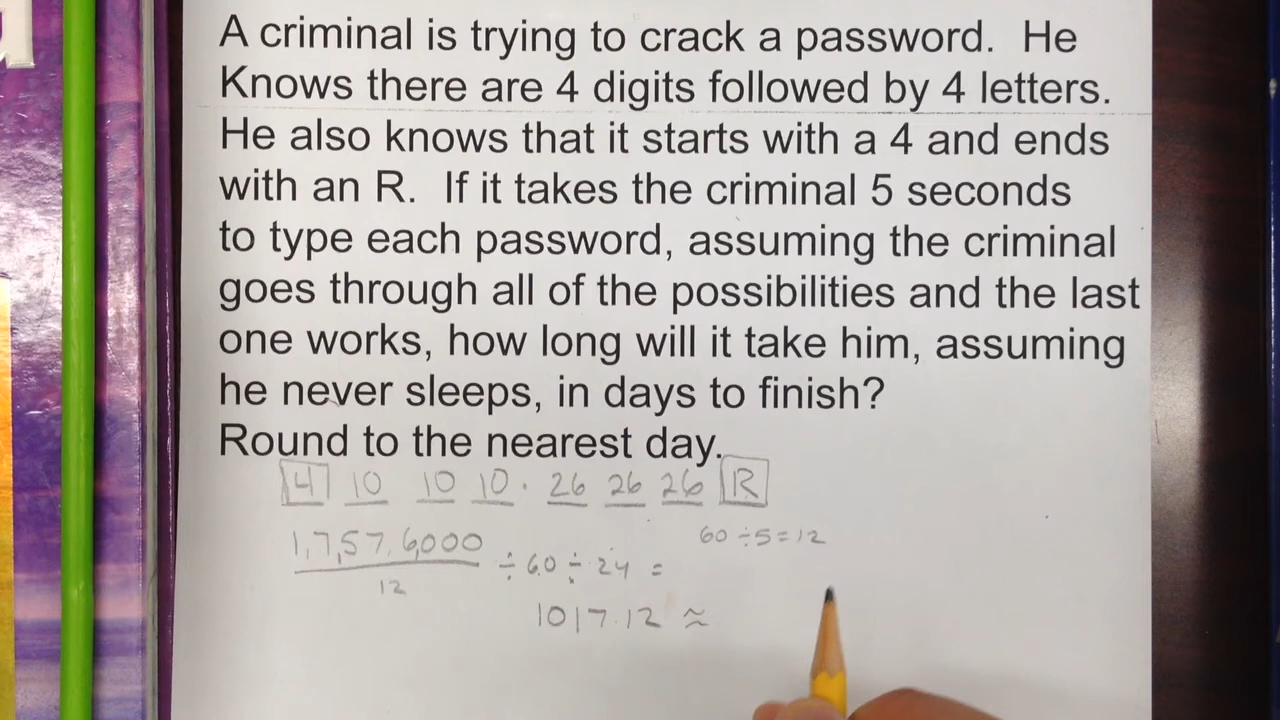 A criminal is trying to crack a password. He
Knows there are 4 digits followed by 4 letters.
He also knows that it starts with a 4 and ends
with an R. If it takes the criminal 5 seconds
to type each password, assuming the criminal
goes through all of the possibilities and the last
one works, how long will it take him, assuming
he never sleeps, in days to finish?
Round to the nearest day.
4 10 10 10 . 26 26 26 R
60 ÷ 5 = 12
1,7,57,6,000
12
÷ 60 ÷ 24 =
1017.12 ≈